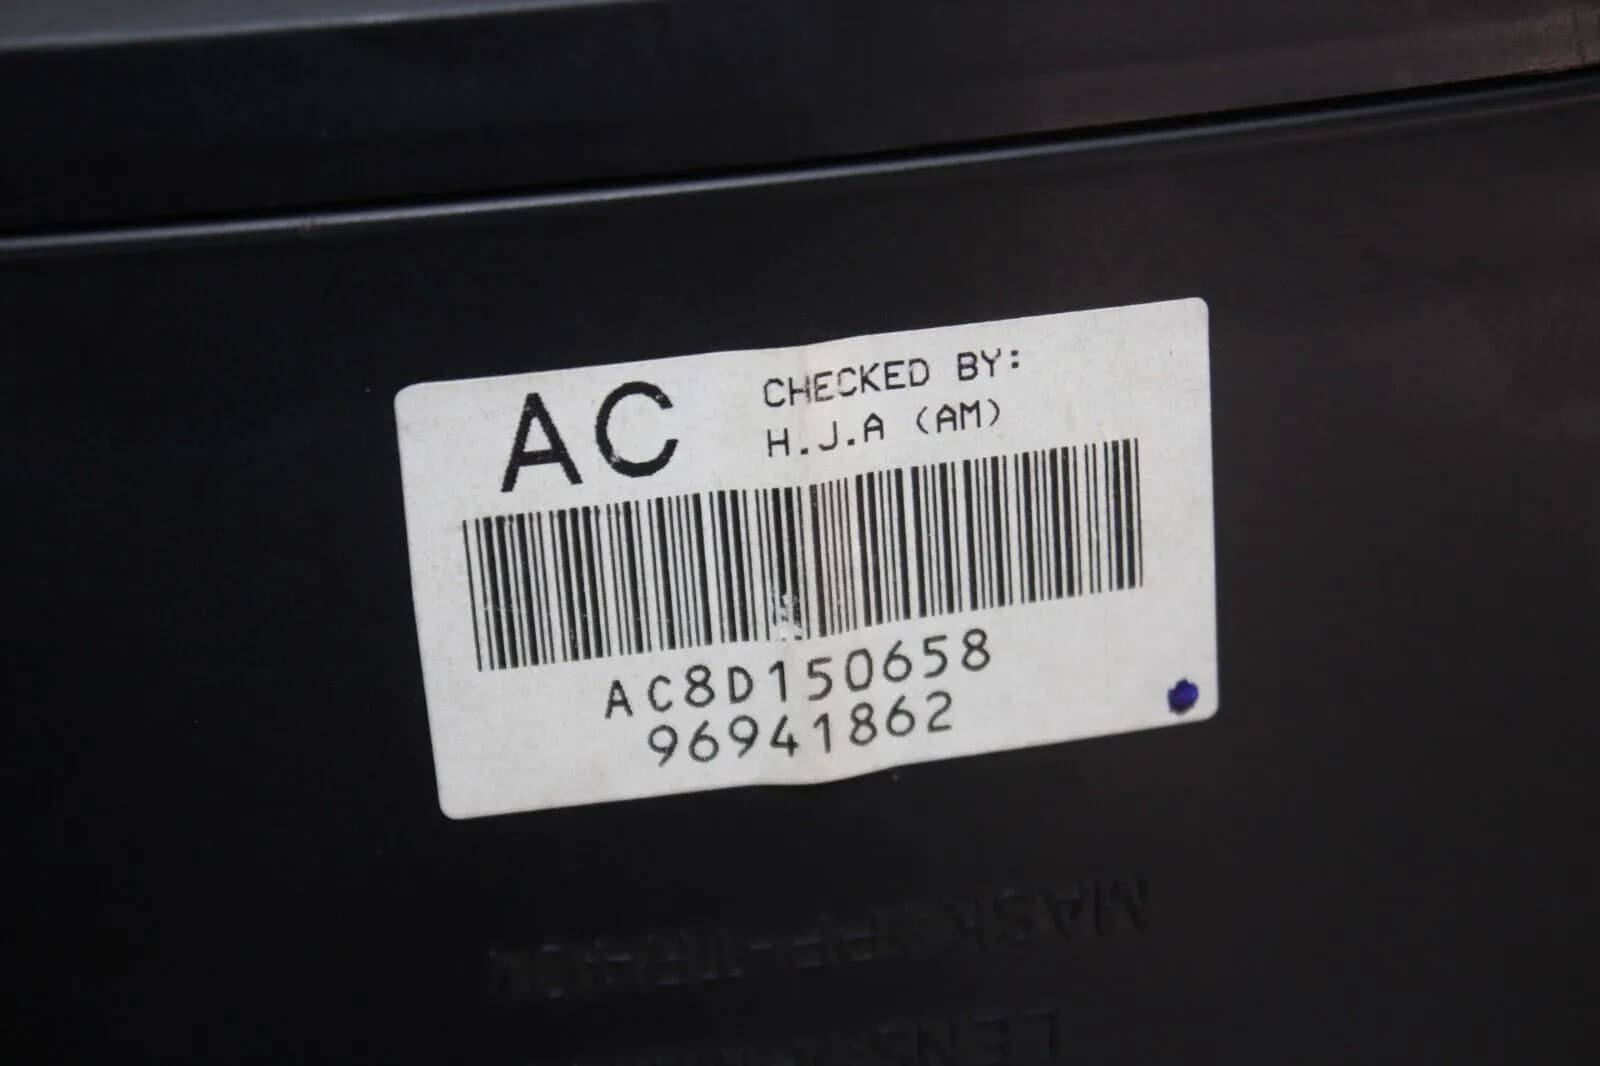 AC
CHECKED BY:
H.J.A (AM)
AC8D150658
96941862